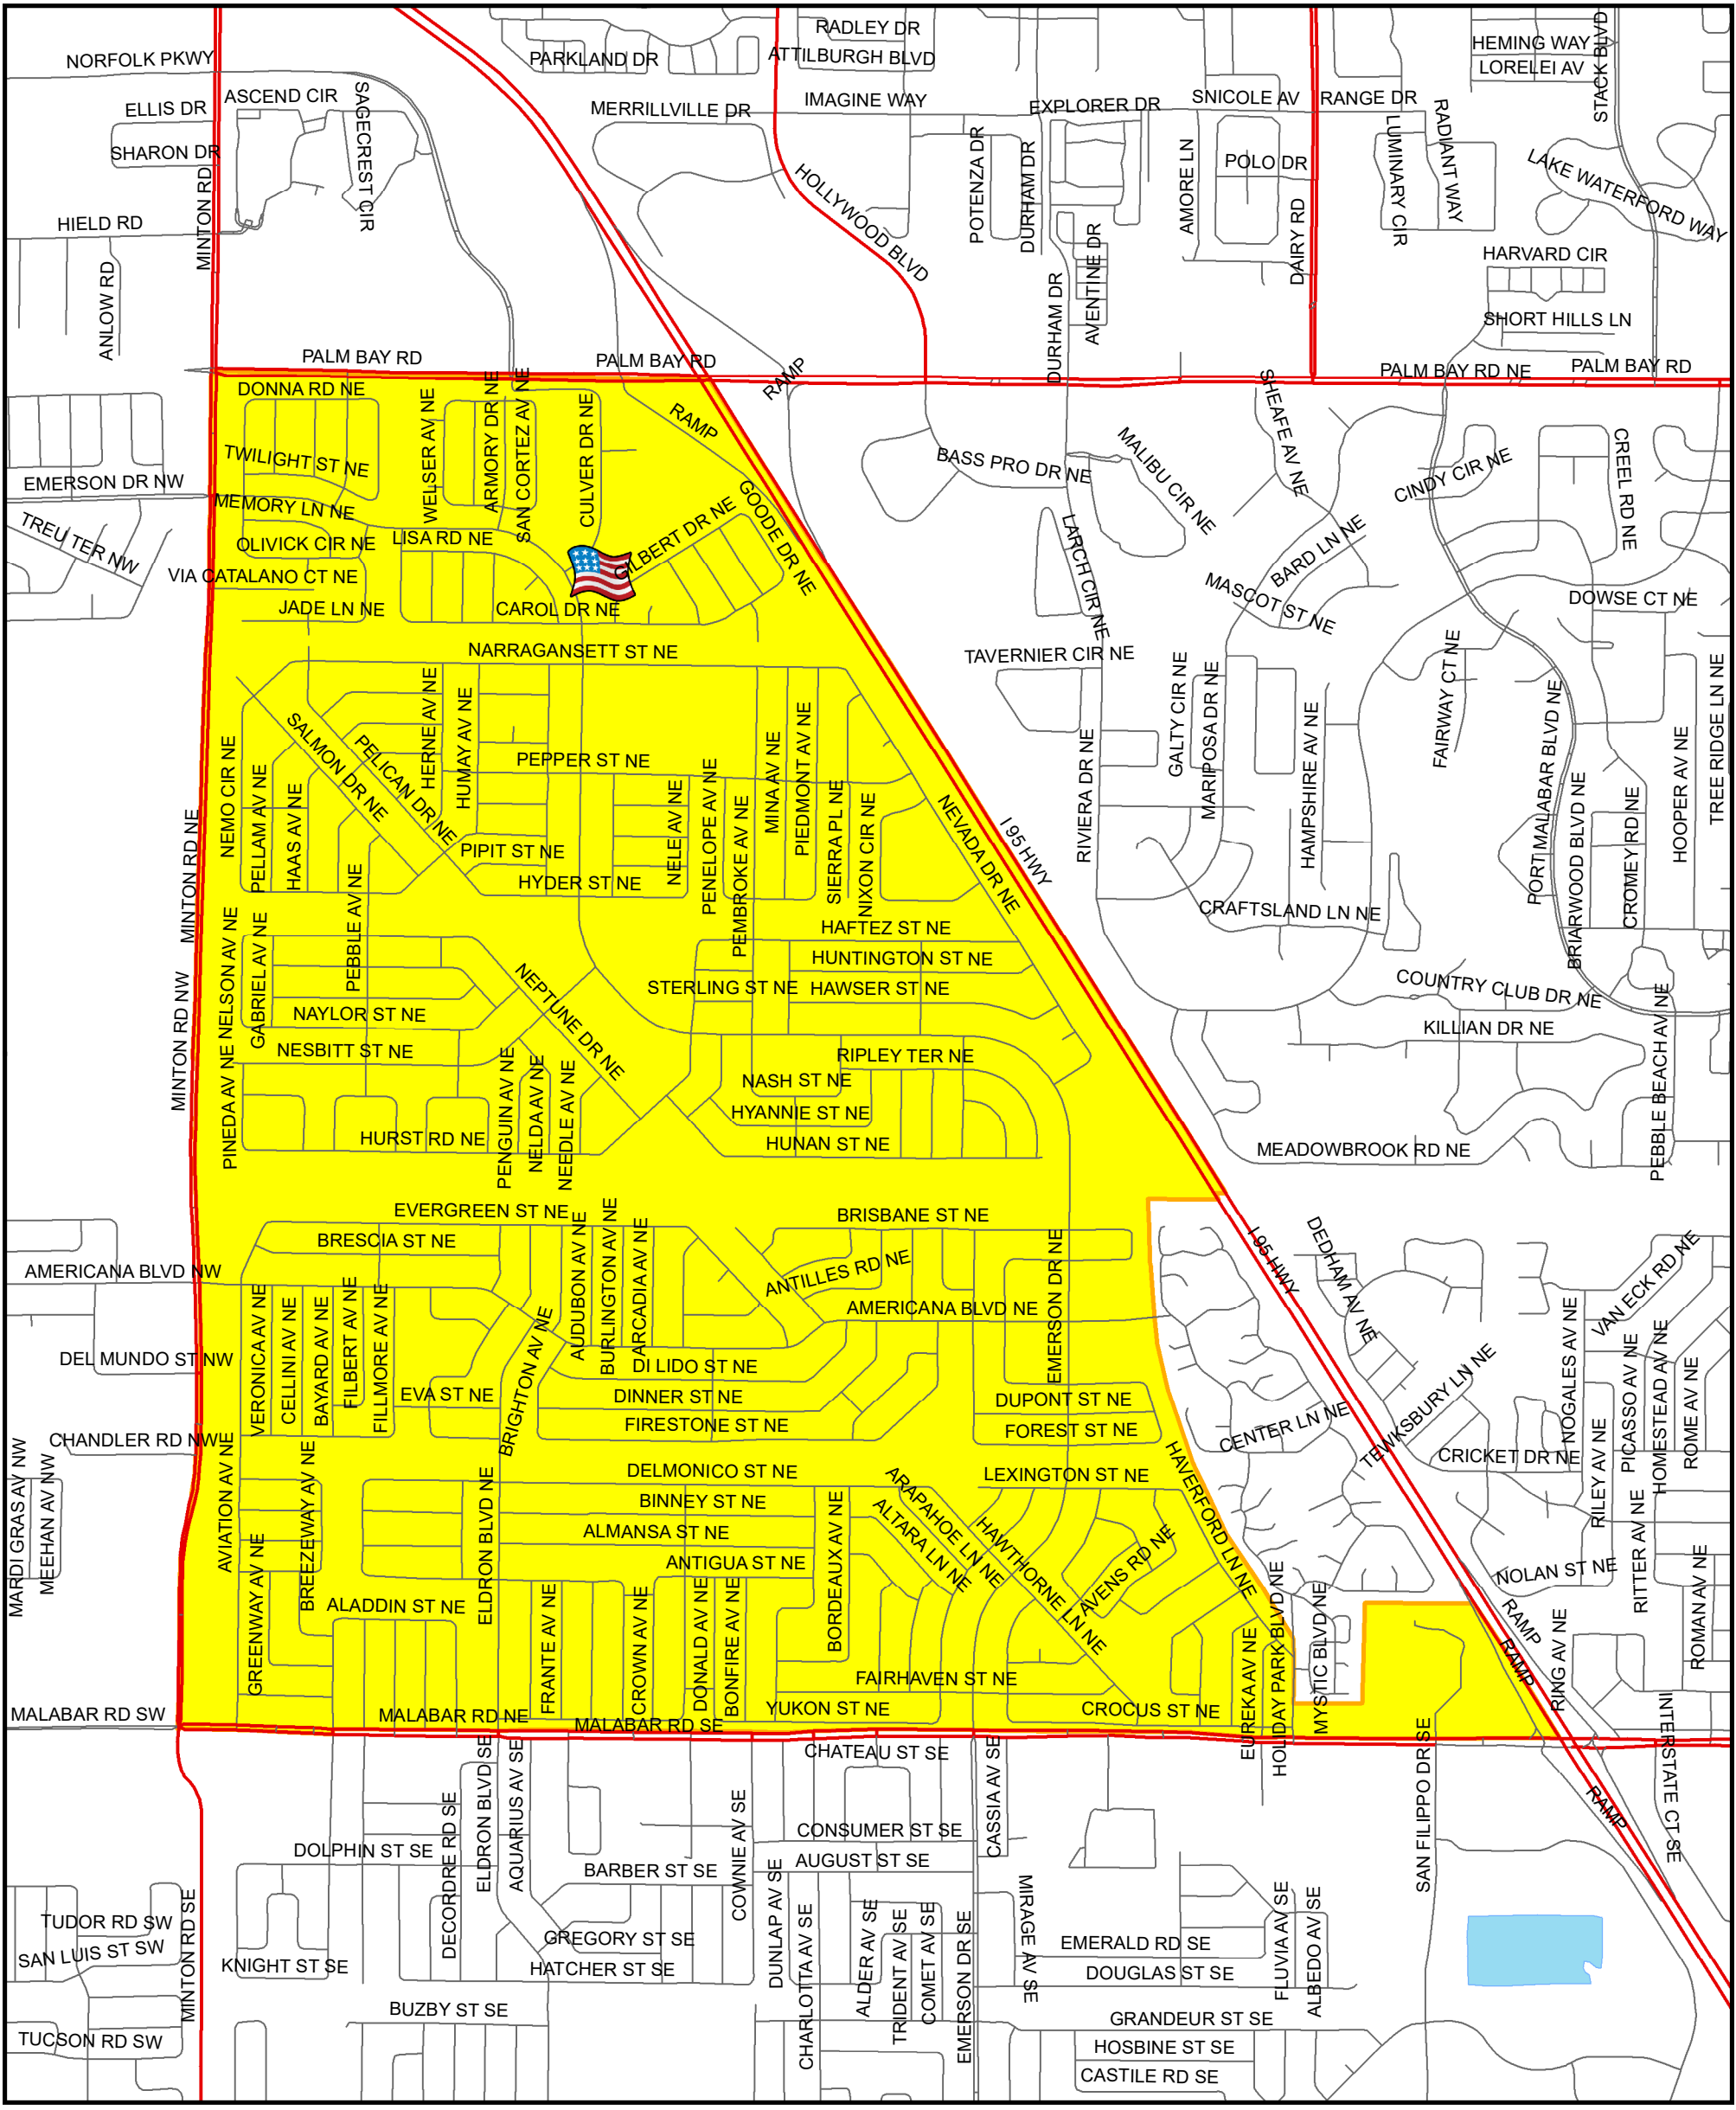 RADLEY DR
PARKLAND DR
ATTILBURGH BLVD
HEMING WAY
LORELEI AV
STACK BLVD
NORFOLK PKWY
ELLIS DR
ASCEND CIR
SAGECREST CIR
MERRILLVILLE DR
IMAGINE WAY
EXPLORER DR
SNICOLE AV
RANGE DR
SHARON DR
MINTON RD
HOLLYWOOD BLVD
POTENZA DR
DURHAM DR
AMORE LN
POLO DR
LUMINARY CIR
RADIANT WAY
LAKE WATERFORD WAY
HIELD RD
ANLOW RD
DURHAM DR
AVENTINE DR
DAIRY RD
HARVARD CIR
SHORT HILLS LN
PALM BAY RD
PALM BAY RD
RAMP
PALM BAY RD NE
PALM BAY RD
DONNA RD NE
WELSER AV NE
ARMORY DR NE
SAN CORTEZ AV NE
CULVER DR NE
RAMP
SHEAFE AV NE
TWILIGHT ST NE
BASS PRO DR NE
MALIBU CIR NE
CINDY CIR NE
CREEL RD NE
EMERSON DR NW
MEMORY LN NE
GOODE DR NE
GILBERT DR NE
TREU TER NW
OLIVICK CIR NE
LISA RD NE
LARCH CIR NE
BARD LN NE
MASCOT ST NE
VIA CATALANO CT NE
JADE LN NE
CAROL DR NE
DOWSE CT NE
NARRAGANSETT ST NE
TAVERNIER CIR NE
GALTY CIR NE
MARIPOSA DR NE
HAMPSHIRE AV NE
FAIRWAY CT NE
PORT MALABAR BLVD NE
BRIARWOOD BLVD NE
CROMEY RD NE
HOOPER AV NE
TREE RIDGE LN NE
NEMO CIR NE
SALMON DR NE
PELICAN DR NE
HERNE AV NE
HUMAY AV NE
PEPPER ST NE
MINA AV NE
PIEDMONT AV NE
RIVIERA DR NE
PELLAM AV NE
HAAS AV NE
NELE AV NE
PENELOPE AV NE
PEMBROKE AV NE
SIERRA PL NE
NIXON CIR NE
NEVADA DR NE
I 95 HWY
MINTON RD NE
PIPIT ST NE
HYDER ST NE
PEBBLE AV NE
NELSON AV NE
GABRIEL AV NE
HAFTEZ ST NE
CRAFTSLAND LN NE
HUNTINGTON ST NE
NEPTUNE DR NE
STERLING ST NE
HAWSER ST NE
COUNTRY CLUB DR NE
MINTON RD NW
NAYLOR ST NE
KILLIAN DR NE
PEBBLE BEACH AV NE
NESBITT ST NE
RIPLEY TER NE
PINEDA AV NE
PENGUIN AV NE
NELDA AV NE
NEEDLE AV NE
NASH ST NE
HYANNIE ST NE
HURST RD NE
HUNAN ST NE
MEADOWBROOK RD NE
EVERGREEN ST NE
BRISBANE ST NE
BRESCIA ST NE
AUDUBON AV NE
BURLINGTON AV NE
ARCADIA AV NE
ANTILLES RD NE
EMERSON DR NE
I 95 HWY
DEDHAM AV NE
VAN ECK RD NE
AMERICANA BLVD NW
AMERICANA BLVD NE
VERONICA AV NE
CELLINI AV NE
BAYARD AV NE
FILBERT AV NE
FILLMORE AV NE
BRIGHTON AV NE
DEL MUNDO ST NW
DI LIDO ST NE
EVA ST NE
DINNER ST NE
DUPONT ST NE
FIRESTONE ST NE
FOREST ST NE
CENTER LN NE
TEWKSBURY LN NE
NOGALES AV NE
PICASSO AV NE
HOMESTEAD AV NE
ROME AV NE
CHANDLER RD NW
CRICKET DR NE
RILEY AV NE
MARDI GRAS AV NW
MEEHAN AV NW
AVIATION AV NE
BREEZEWAY AV NE
ELDRON BLVD NE
DELMONICO ST NE
BINNEY ST NE
ALMANSA ST NE
ANTIGUA ST NE
LEXINGTON ST NE
ARAPAHOE LN NE
ALTARA LN NE
HAWTHORNE LN NE
AVENS RD NE
HAVERFORD LN NE
BORDEAUX AV NE
NOLAN ST NE
RITTER AV NE
ROMAN AV NE
GREENWAY AV NE
ALADDIN ST NE
FRANTE AV NE
CROWN AV NE
DONALD AV NE
BONFIRE AV NE
FAIRHAVEN ST NE
EUREKA AV NE
HOLIDAY PARK BLVD NE
MYSTIC BLVD NE
RAMP
RAMP
RING AV NE
MALABAR RD SW
MALABAR RD NE
MALABAR RD SE
YUKON ST NE
CROCUS ST NE
INTERSTATE CT SE
CHATEAU ST SE
ELDRON BLVD SE
AQUARIUS AV SE
CASSIA AV SE
SAN FILIPPO DR SE
RAMP
DOLPHIN ST SE
DECORDRE RD SE
BARBER ST SE
COWNIE AV SE
CONSUMER ST SE
AUGUST ST SE
DUNLAP AV SE
MINTON RD SE
TUDOR RD SW
SAN LUIS ST SW
KNIGHT ST SE
GREGORY ST SE
HATCHER ST SE
CHARLOTTA AV SE
ALDER AV SE
TRIDENT AV SE
COMET AV SE
EMERSON DR SE
MIRAGE AV SE
EMERALD RD SE
DOUGLAS ST SE
FLUVIA AV SE
ALBEDO AV SE
BUZBY ST SE
GRANDEUR ST SE
TUCSON RD SW
HOSBINE ST SE
CASTILE RD SE